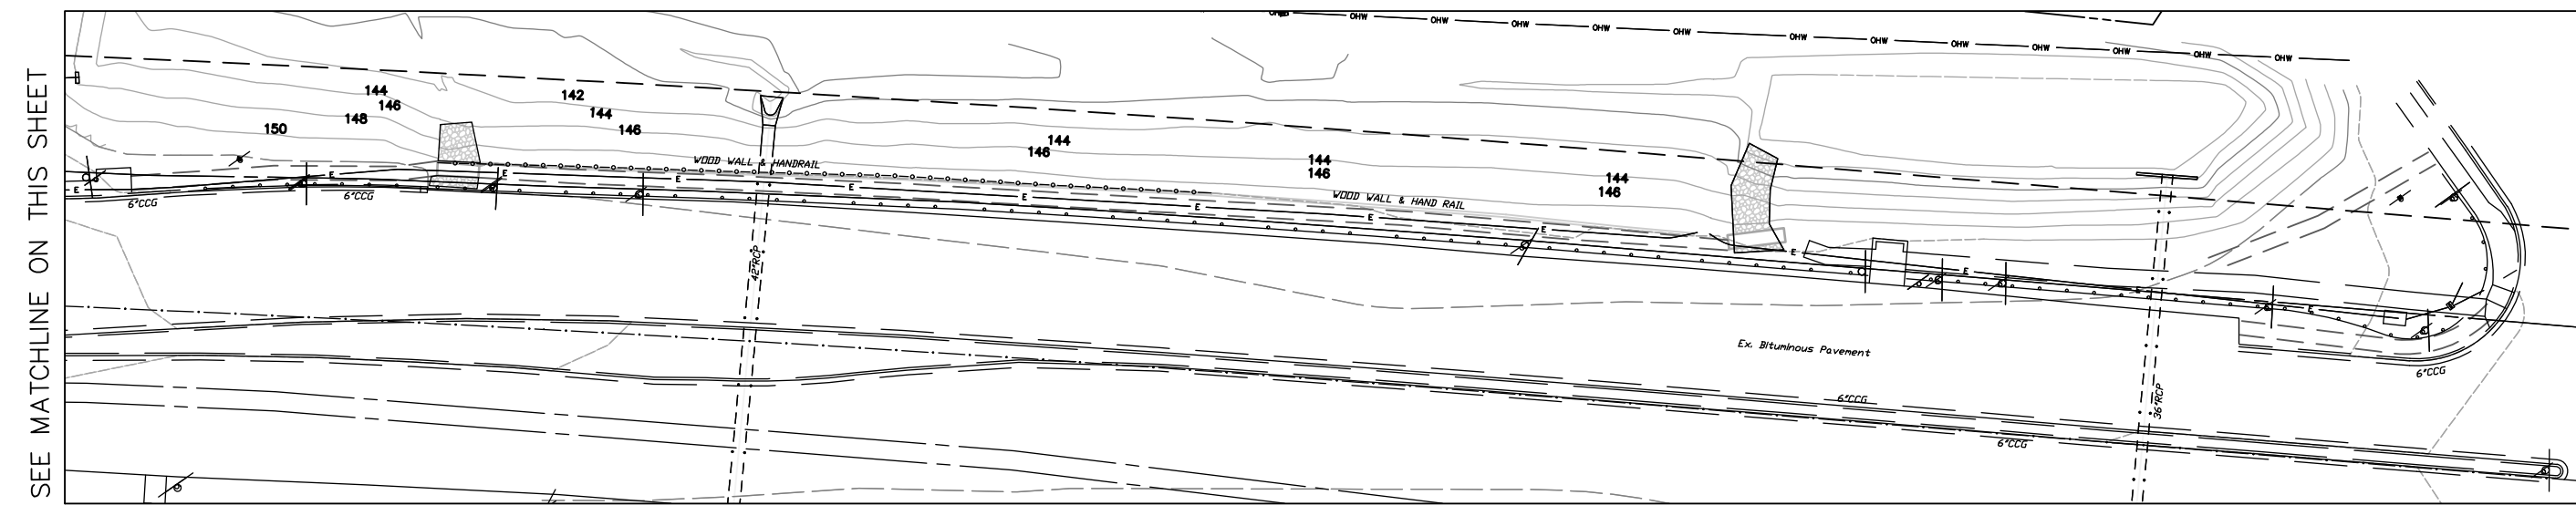 OHW OHW OHW OHW OHW OHW OHW OHW OHW OHW OHW OHW
SEE MATCHLINE ON THIS SHEET
144
146
148
150
142
144
146
WOOD WALL & HANDRAIL
144
146
144
146
WOOD WALL & HAND RAIL
144
146
E E E E E E E E E E E E E E
6"CCG
6"CCG
42"RCP
Ex. Bituminous Pavement
6"CCG
6"CCG
36"RCP
6"CCG